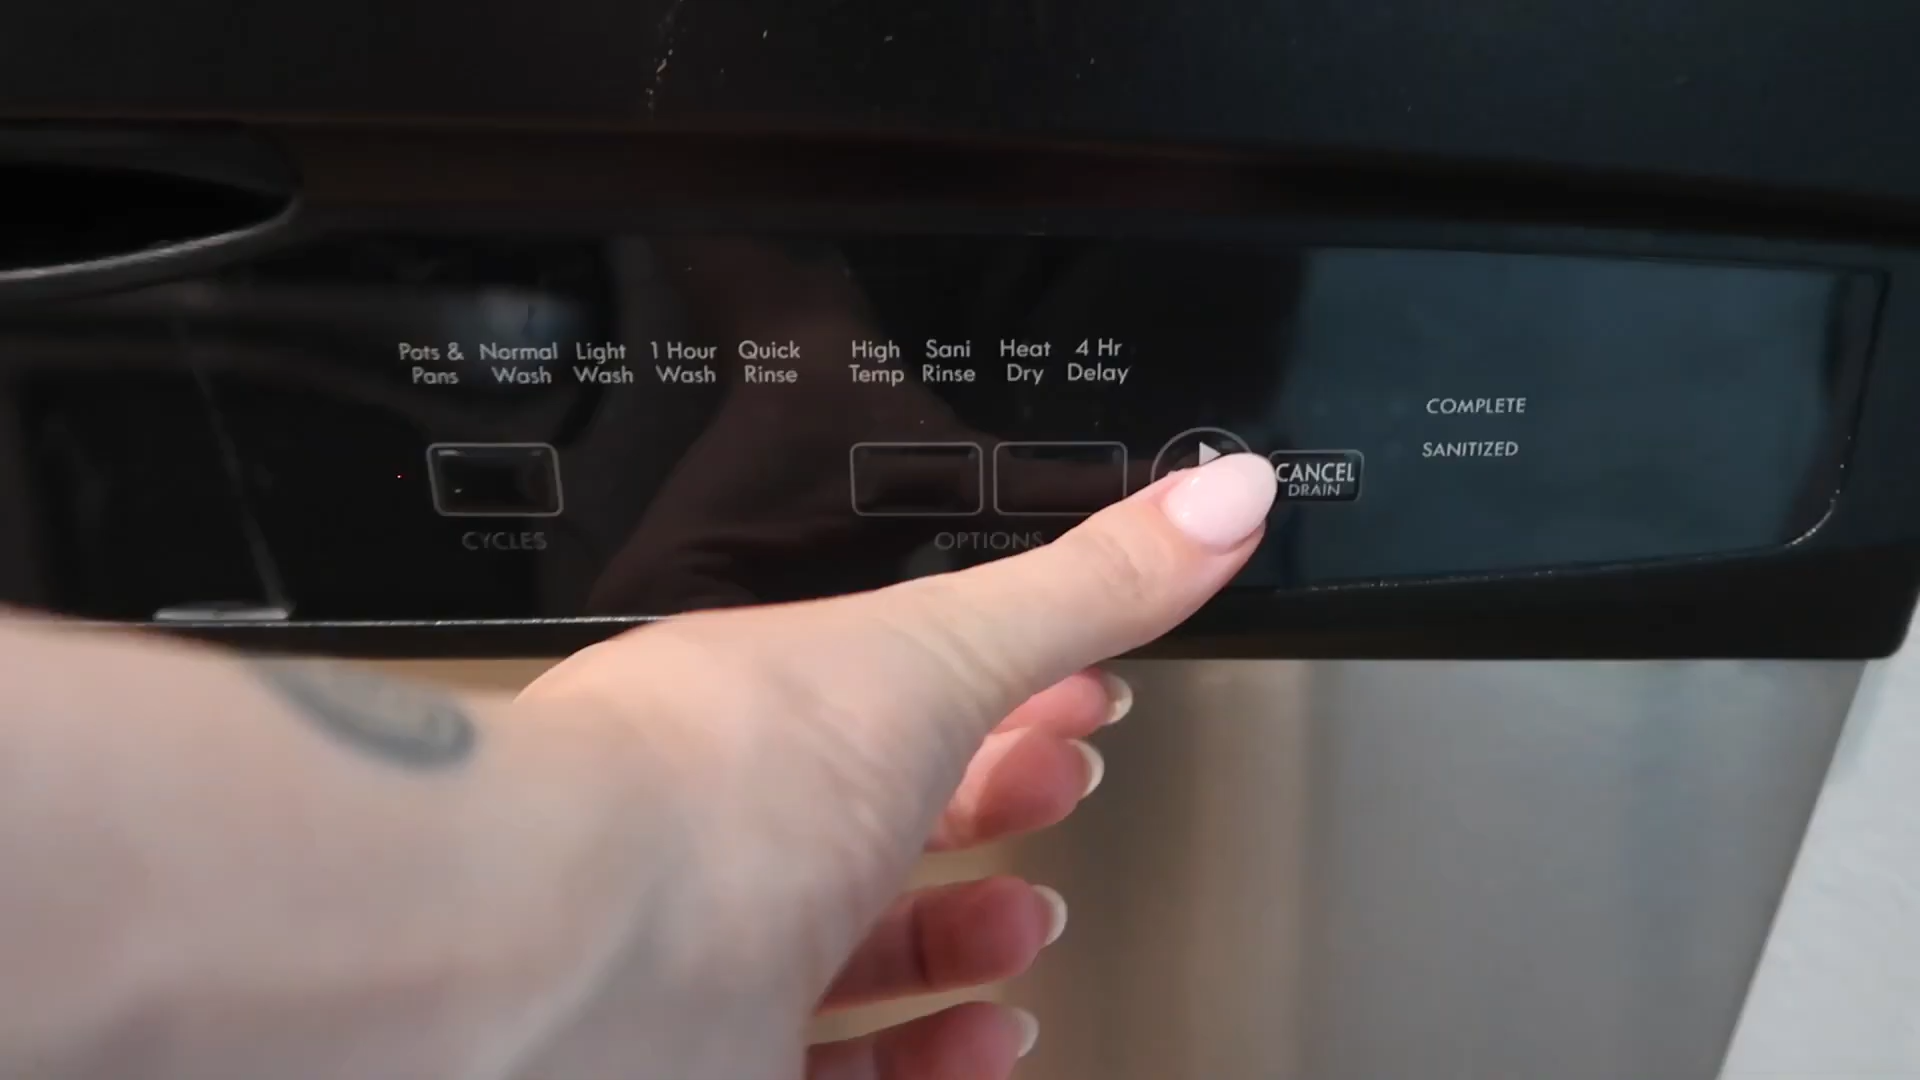 Pots & Normal Light 1 Hour Quick High Sani Heat 4 Hr
Pans Wash Wash Wash Rinse Temp Rinse Dry Delay
COMPLETE
SANITIZED
CANCEL
DRAIN
CYCLES
OPTIONS